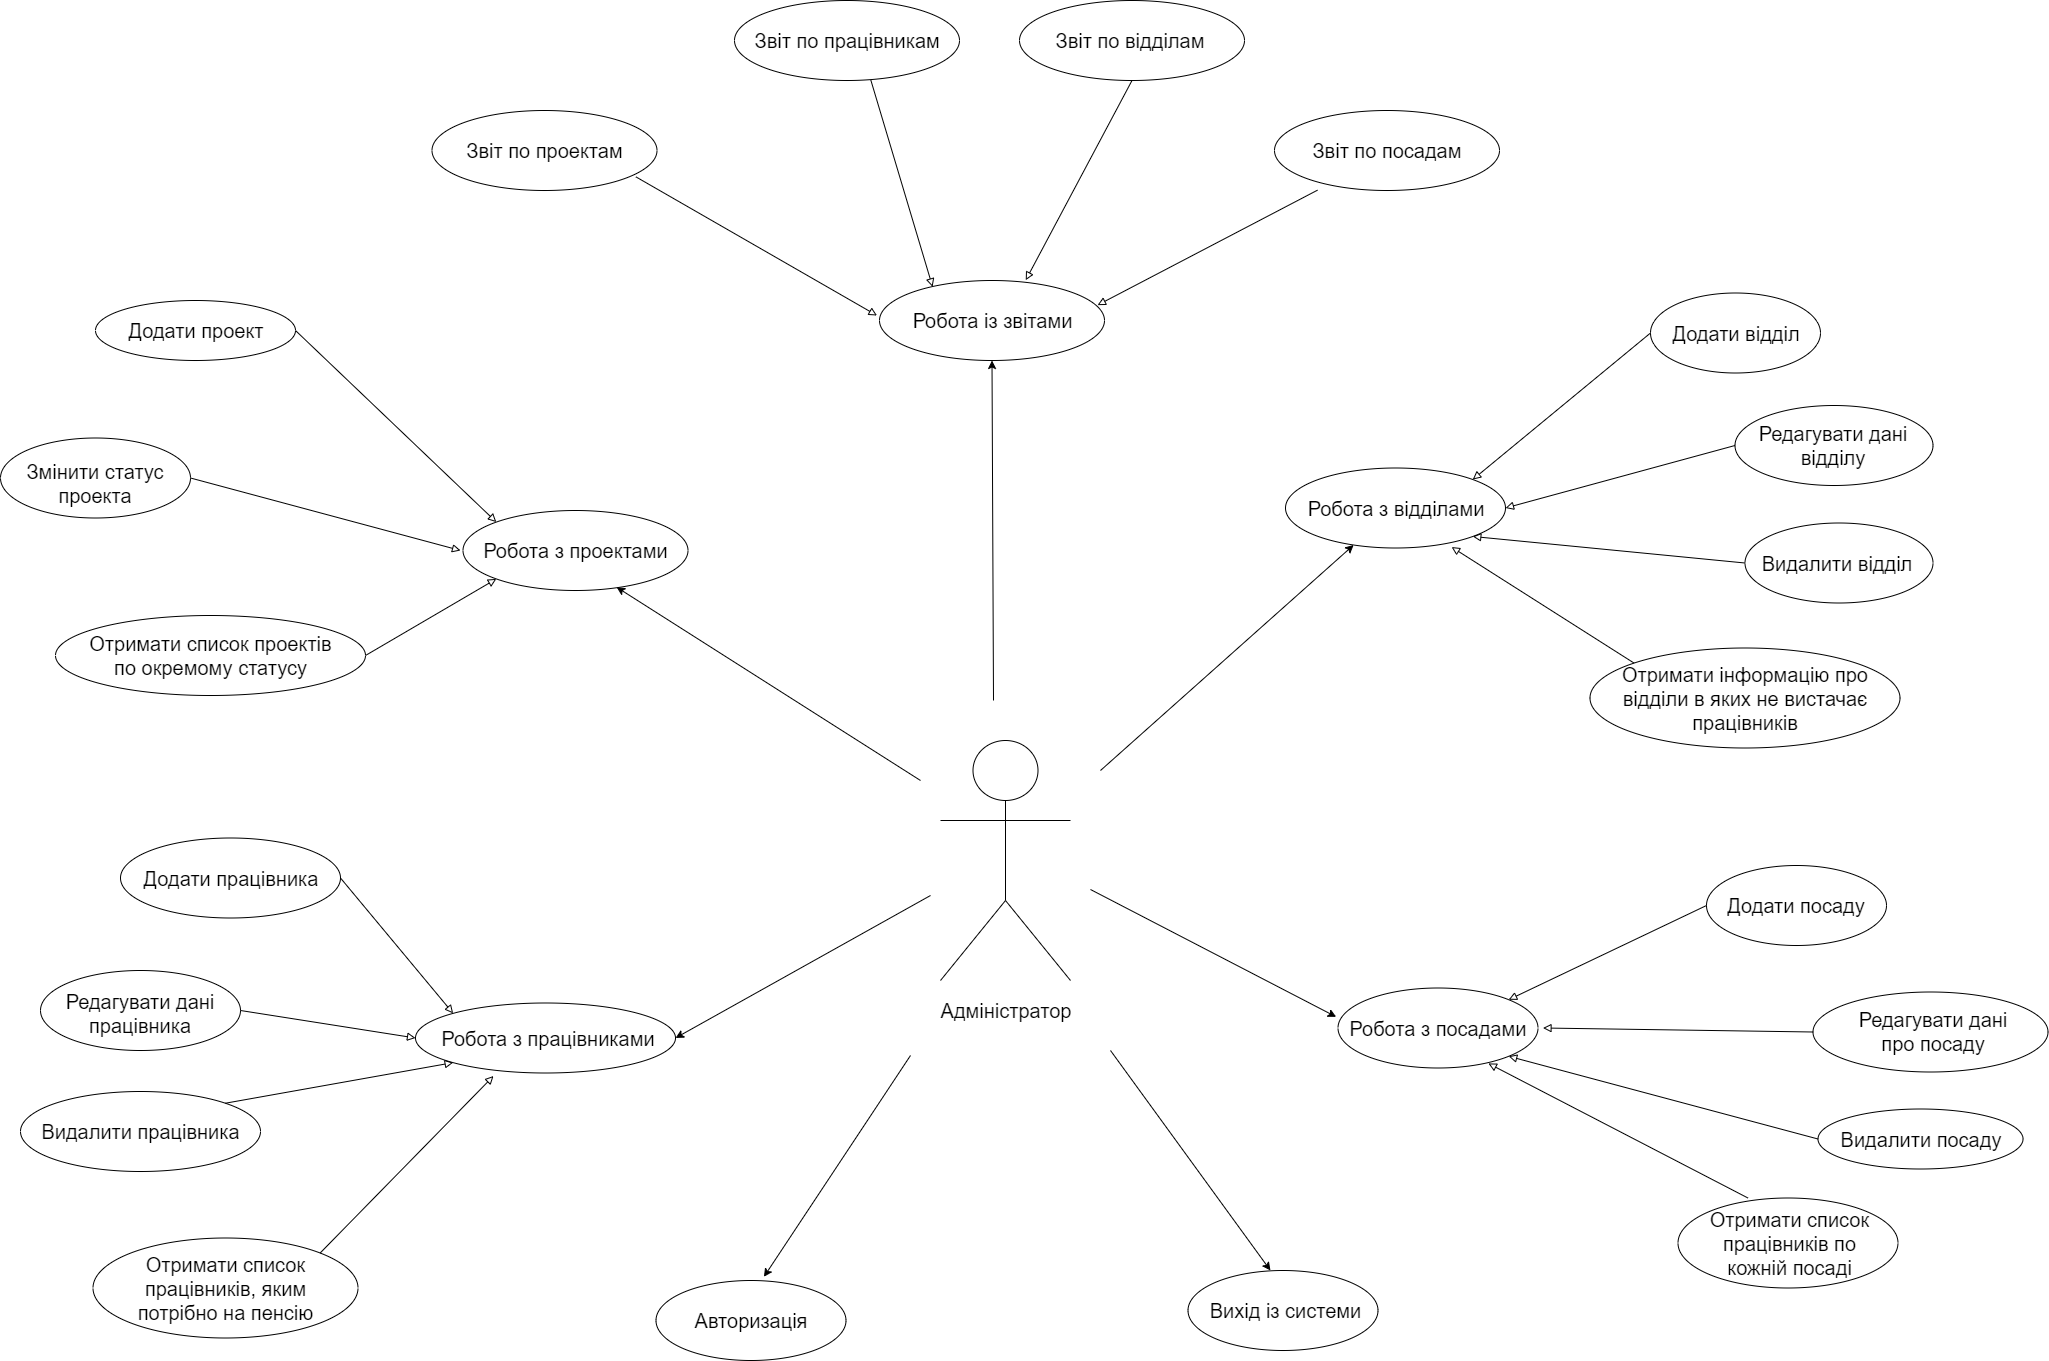 Звіт по працівникам
Звіт по відділам
Звіт по проектам
Звіт по посадам
Робота із звітами
Додати проект
Змінити статус
проекта
Робота з проектами
Отримати список проектів
по окремому статусу
Додати відділ
Редагувати дані
відділу
Робота з відділами
Видалити відділ
Отримати інформацію про
відділи в яких не вистачає
працівників
Адміністратор
Додати працівника
Редагувати дані
працівника
Робота з працівниками
Видалити працівника
Отримати список
працівників, яким
потрібно на пенсію
Додати посаду
Робота з посадами
Редагувати дані
про посаду
Видалити посаду
Отримати список
працівників по
кожній посаді
Авторизація
Вихід із системи